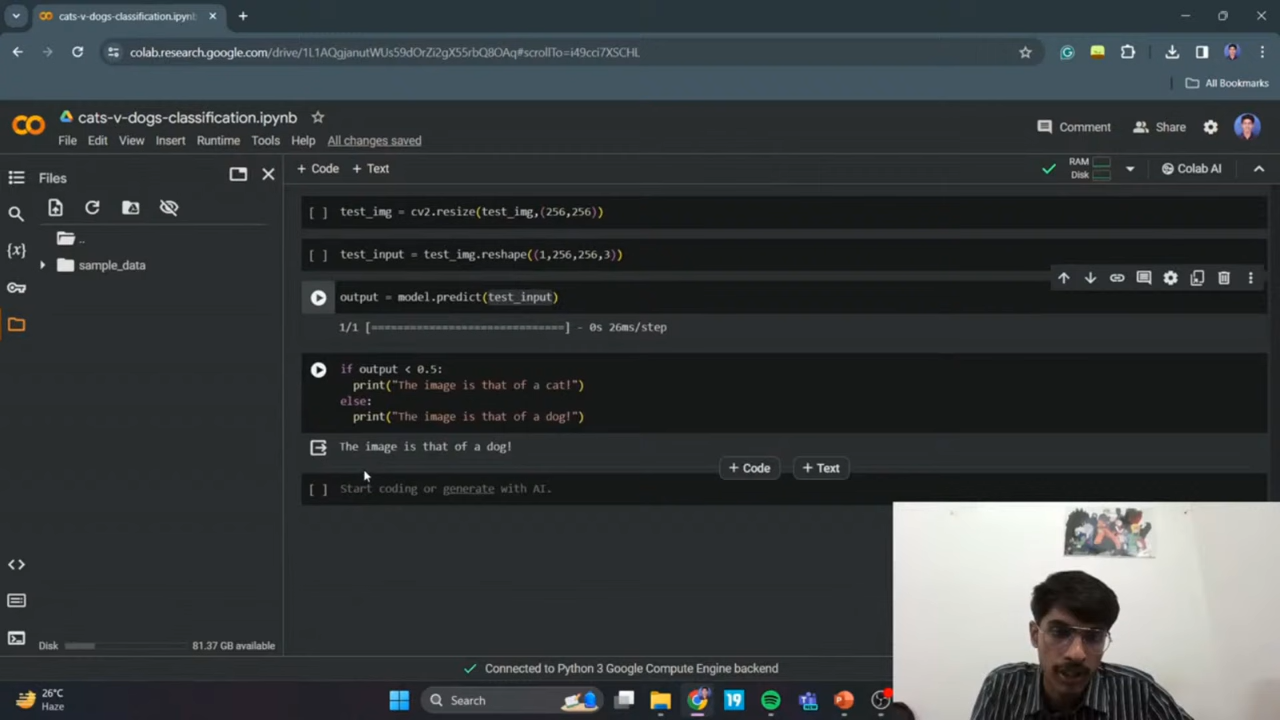 cats-v-dogs-classification.ipynb
colab.research.google.com/drive/1L1AQgjanutWUs59dOrZi2gX55rbQ8OAq#scrollTo=i49cci7XSCHL
All Bookmarks
cats-v-dogs-classification.ipynb
File Edit View Insert Runtime Tools Help All changes saved
Comment Share
Files
+ Code + Text
RAM
Disk
Colab AI
..
sample_data
{x}
[ ] test_img = cv2.resize(test_img,(256,256))
[ ] test_input = test_img.reshape((1,256,256,3))
output = model.predict(test_input)
1/1 [==============================] - 0s 26ms/step
if output < 0.5:
print("The image is that of a cat!")
else:
print("The image is that of a dog!")
The image is that of a dog!
+ Code + Text
[ ] Start coding or generate with AI.
Disk 81.37 GB available
Connected to Python 3 Google Compute Engine backend
26°C
Haze
Search
19